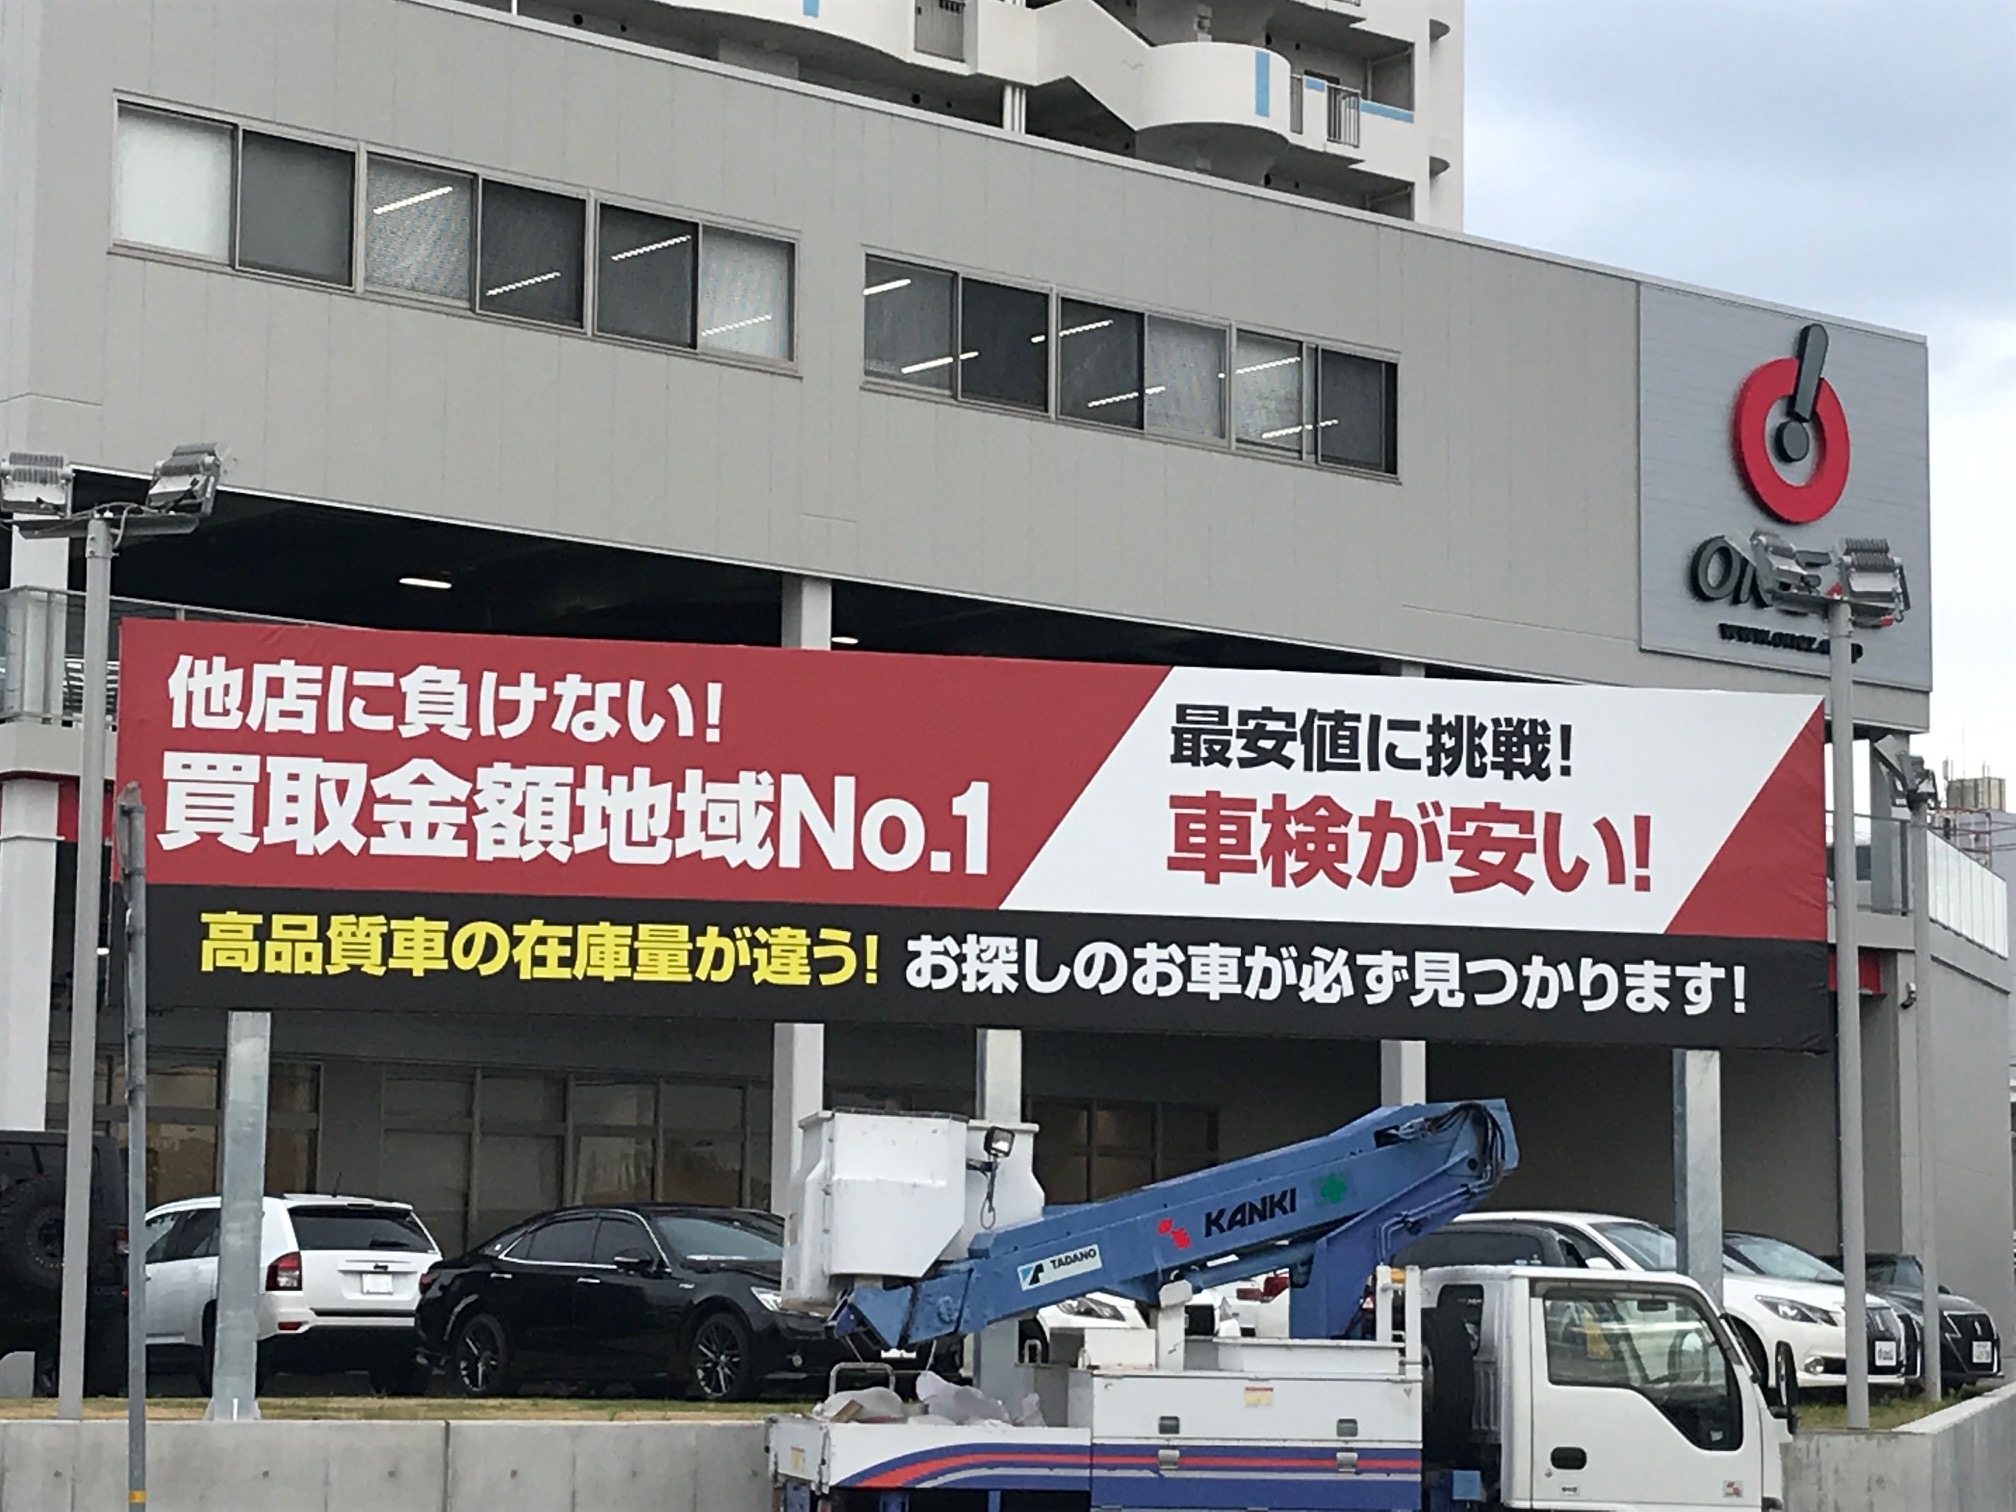 他店に負けない!
買取金額地域No.1
最安値に挑戦!
車検が安い!
高品質車の在庫量が違う! お探しのお車が必ず見つかります!
KANKI
TADANO